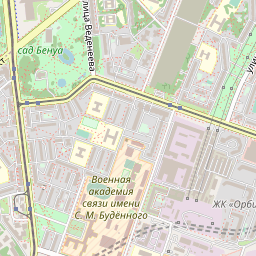 улица Веденеева
сад Бенуа
Военная
академия
связи имени
С. М. Будённого
ЖК «Орби